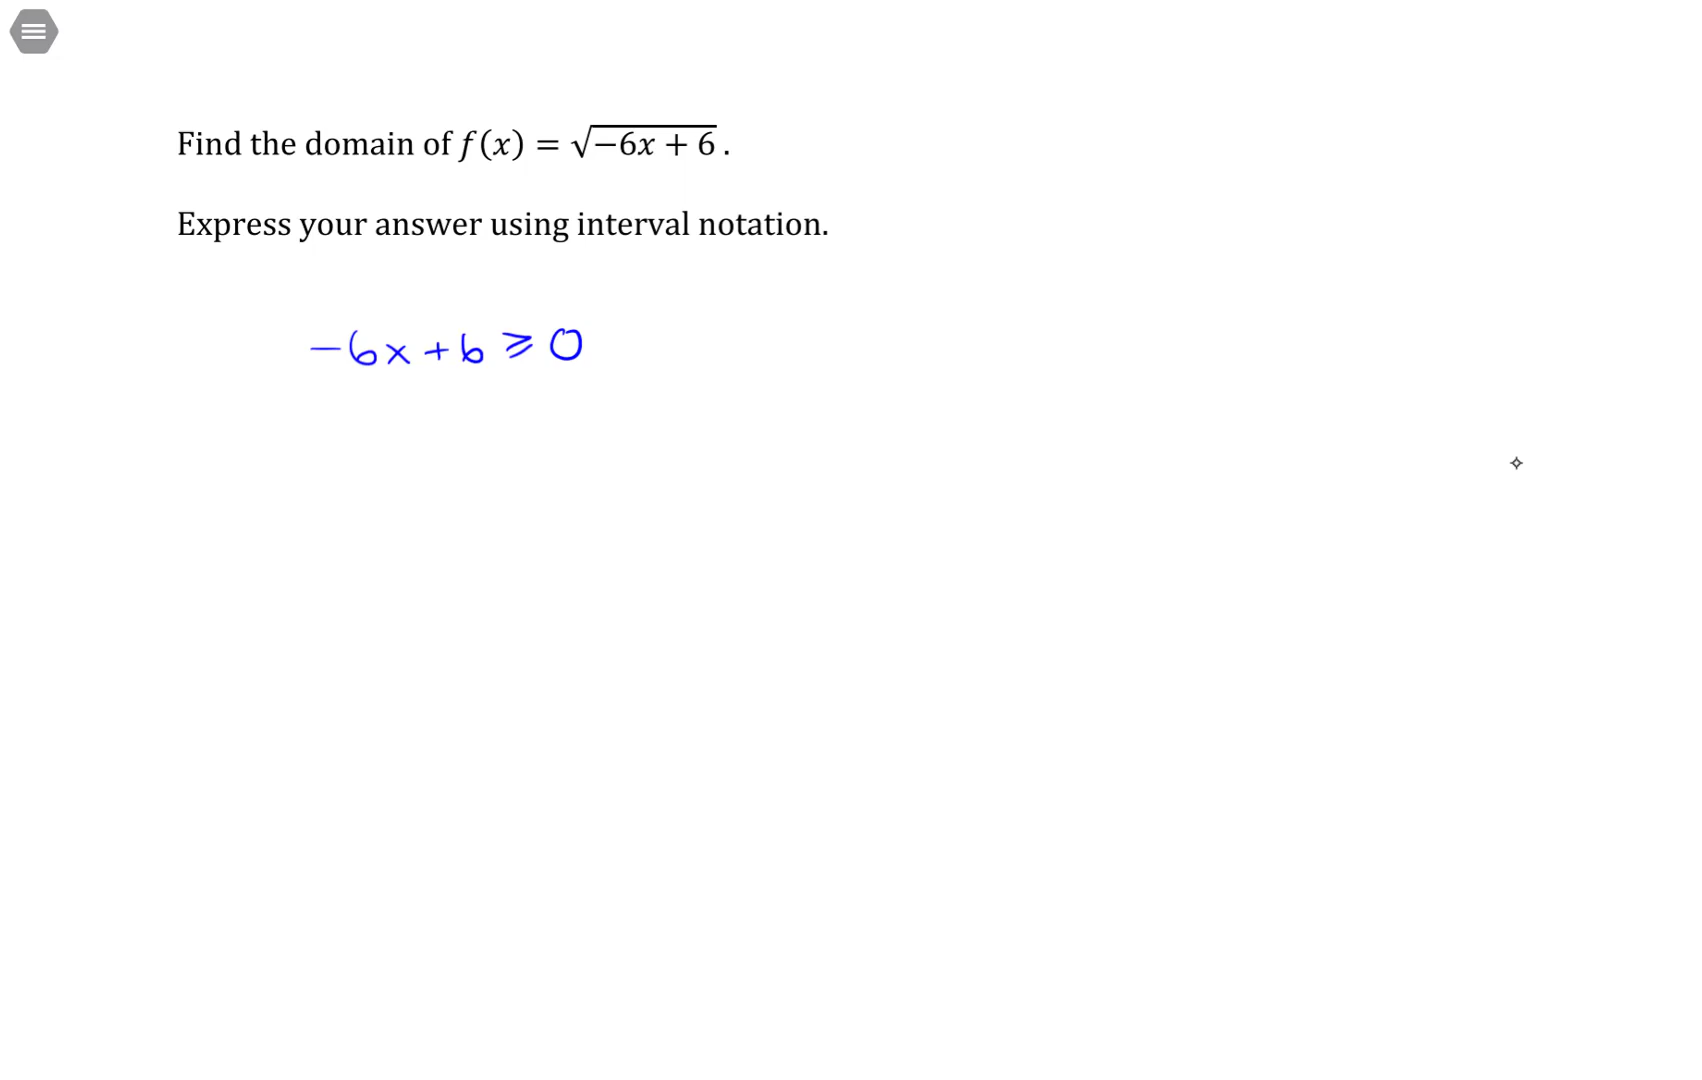 Find the domain of f(x) = √−6x + 6 .
Express your answer using interval notation.
−6x + 6 ≥ 0